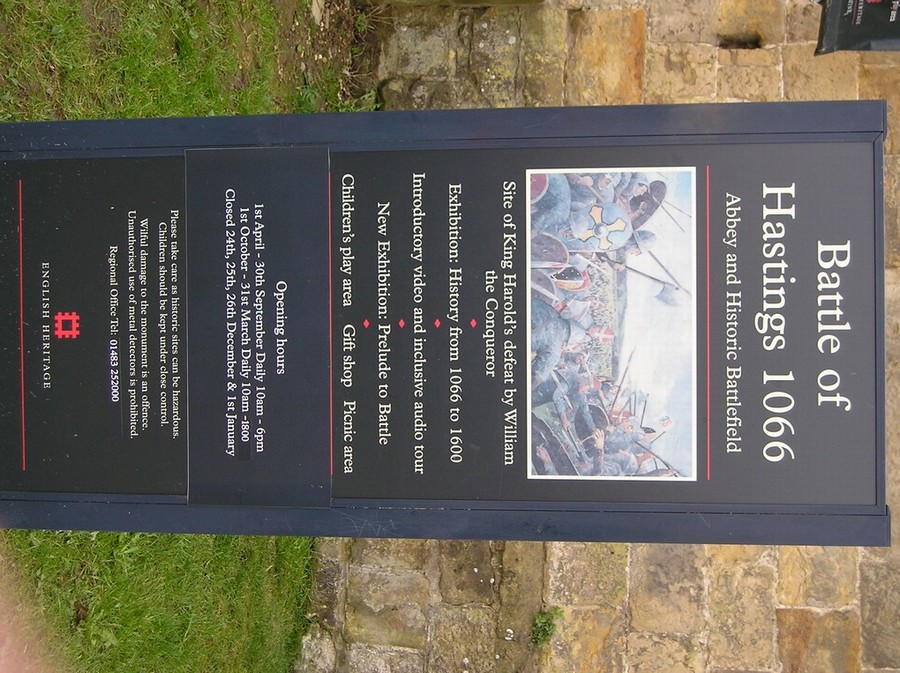 Battle of
Hastings 1066
Abbey and Historic Battlefield
Site of King Harold's defeat by William
the Conqueror
Exhibition: History from 1066 to 1600
Introductory video and inclusive audio tour
New Exhibition: Prelude to Battle
Children's play area Gift shop Picnic area
Opening hours
1st April - 30th September Daily 10am - 6pm
1st October - 31st March Daily 10am -1800
Closed 24th, 25th, 26th December & 1st January
Please take care as historic sites can be hazardous.
Children should be kept under close control.
Wilful damage to the monument is an offence.
Unauthorised use of metal detectors is prohibited.
Regional Office Tel: 01483 252000
ENGLISH HERITAGE